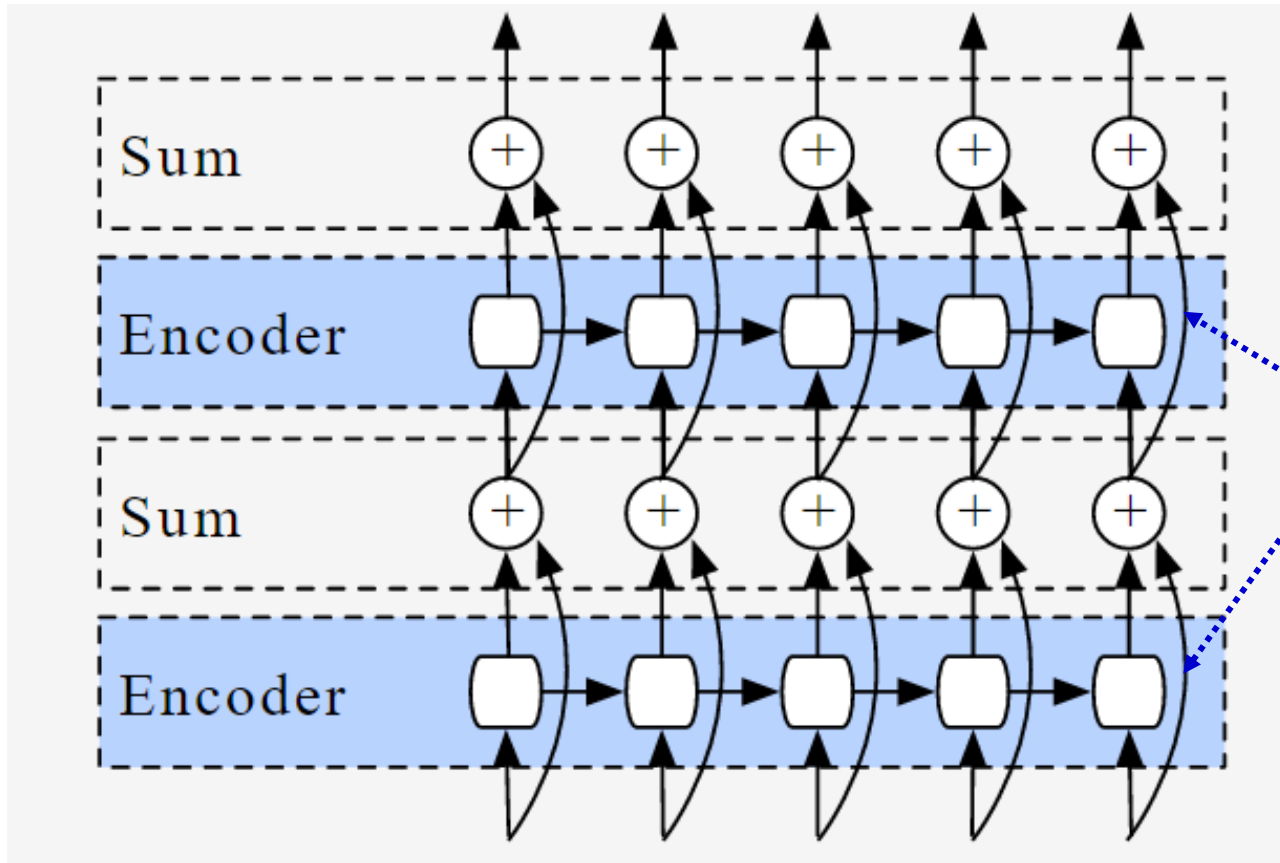 Sum
+ + + + +
Encoder
Sum
+ + + + +
Encoder